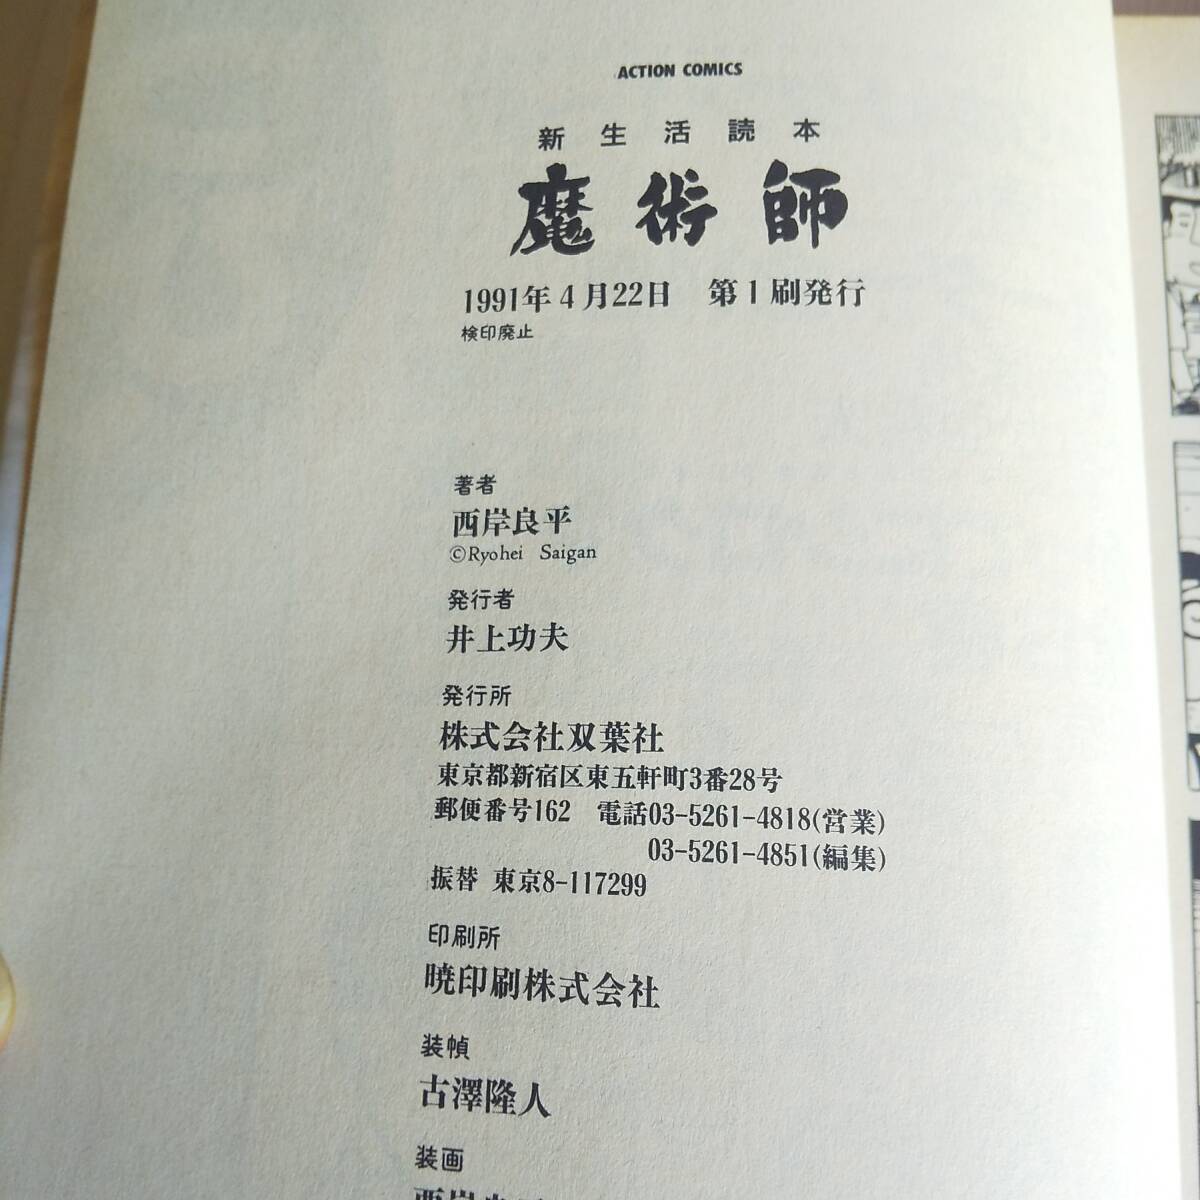 ACTION COMICS
新生活読本
魔術師
1991年4月22日 第1刷発行
検印廃止
著者
西岸良平
©Ryohei Saigan
発行者
井上功夫
発行所
株式会社双葉社
東京都新宿区東五軒町3番28号
郵便番号162 電話03-5261-4818(営業)
03-5261-4851(編集)
振替 東京8-117299
印刷所
暁印刷株式会社
装幀
古澤隆人
装画